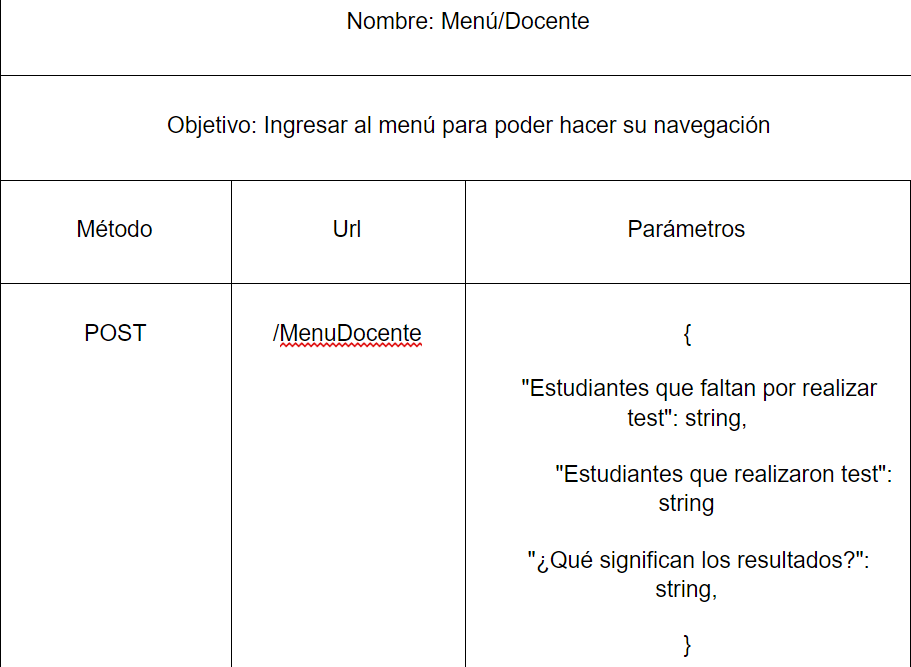 Nombre: Menú/Docente
Objetivo: Ingresar al menú para poder hacer su navegación
Método
Url
Parámetros
POST
/MenuDocente
{
"Estudiantes que faltan por realizar
test": string,
"Estudiantes que realizaron test":
string
"¿Qué significan los resultados?":
string,
}